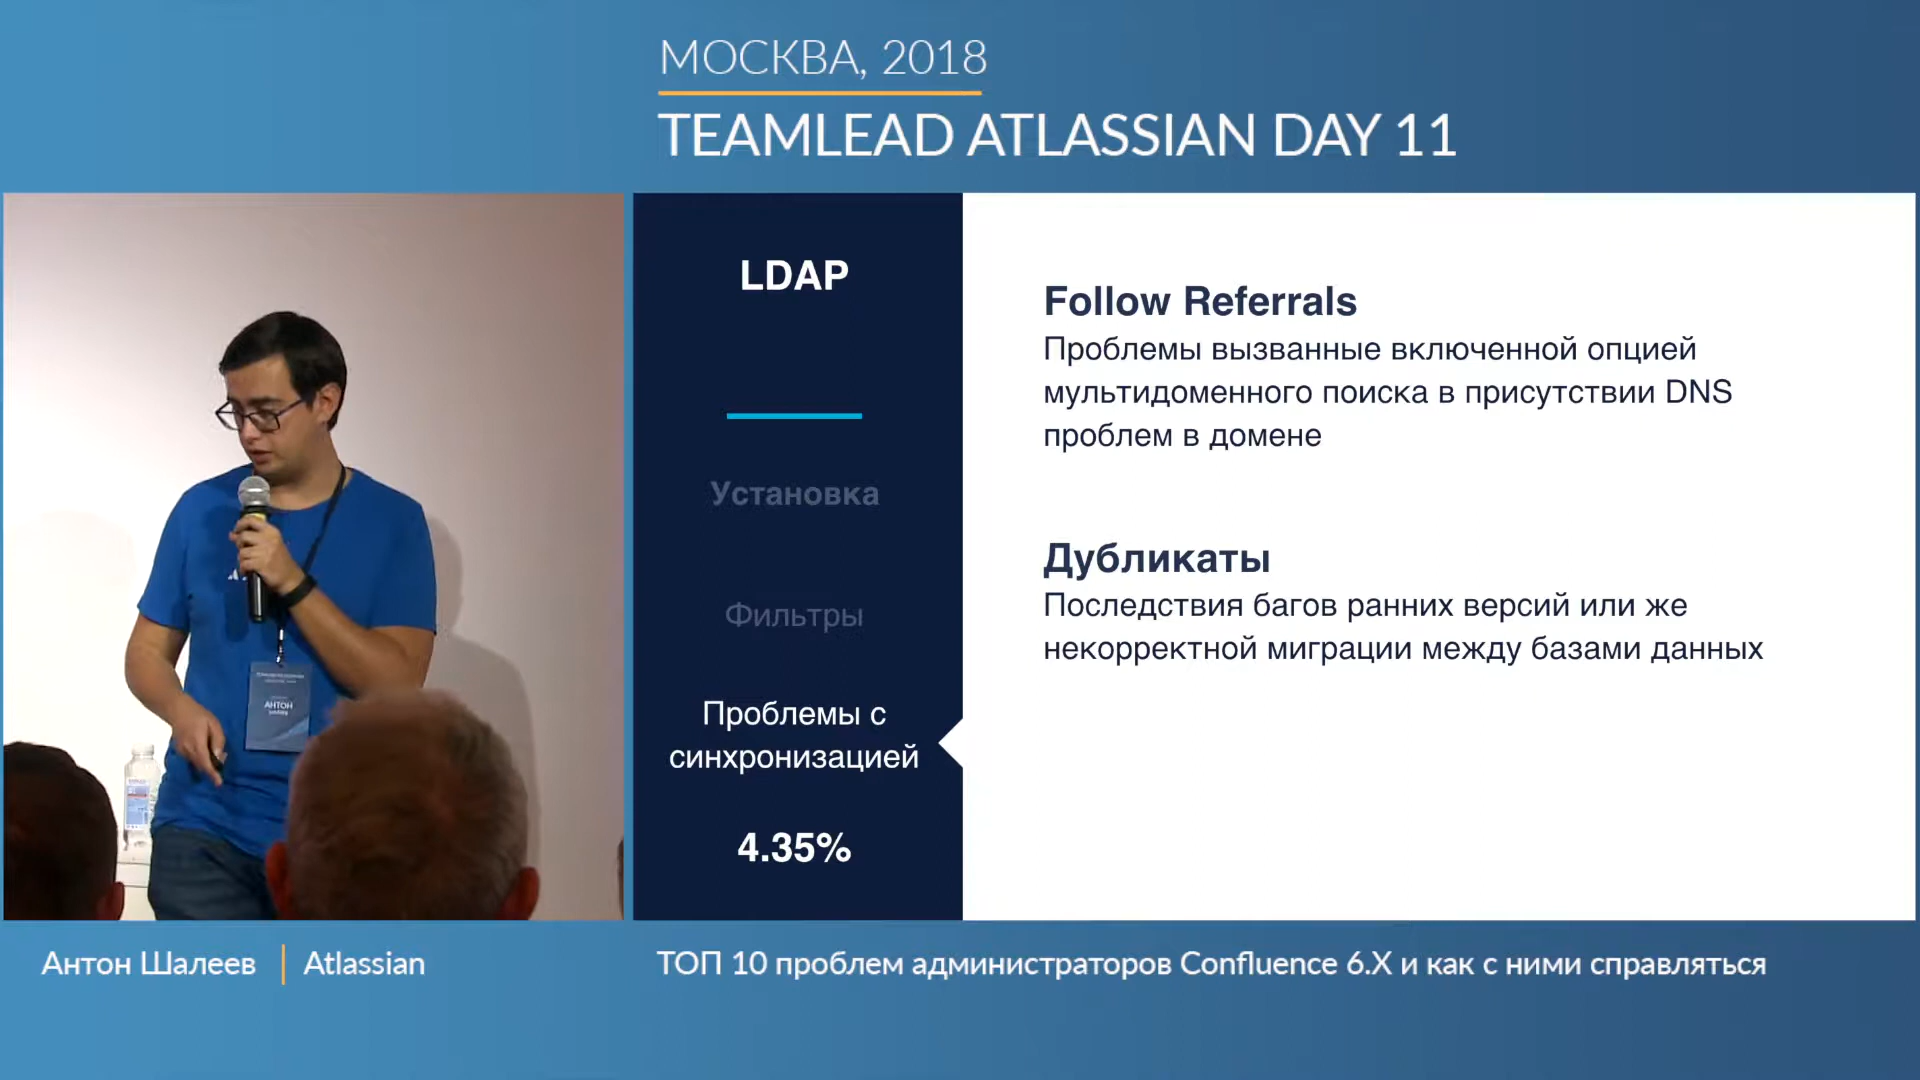 МОСКВА, 2018
TEAMLEAD ATLASSIAN DAY 11
LDAP
Установка
Фильтры
Проблемы с
синхронизацией
4.35%
Follow Referrals
Проблемы вызванные включенной опцией
мультидоменного поиска в присутствии DNS
проблем в домене
Дубликаты
Последствия багов ранних версий или же
некорректной миграции между базами данных
АНТОН
Антон Шалеев
Atlassian
ТОП 10 проблем администраторов Confluence 6.X и как с ними справляться